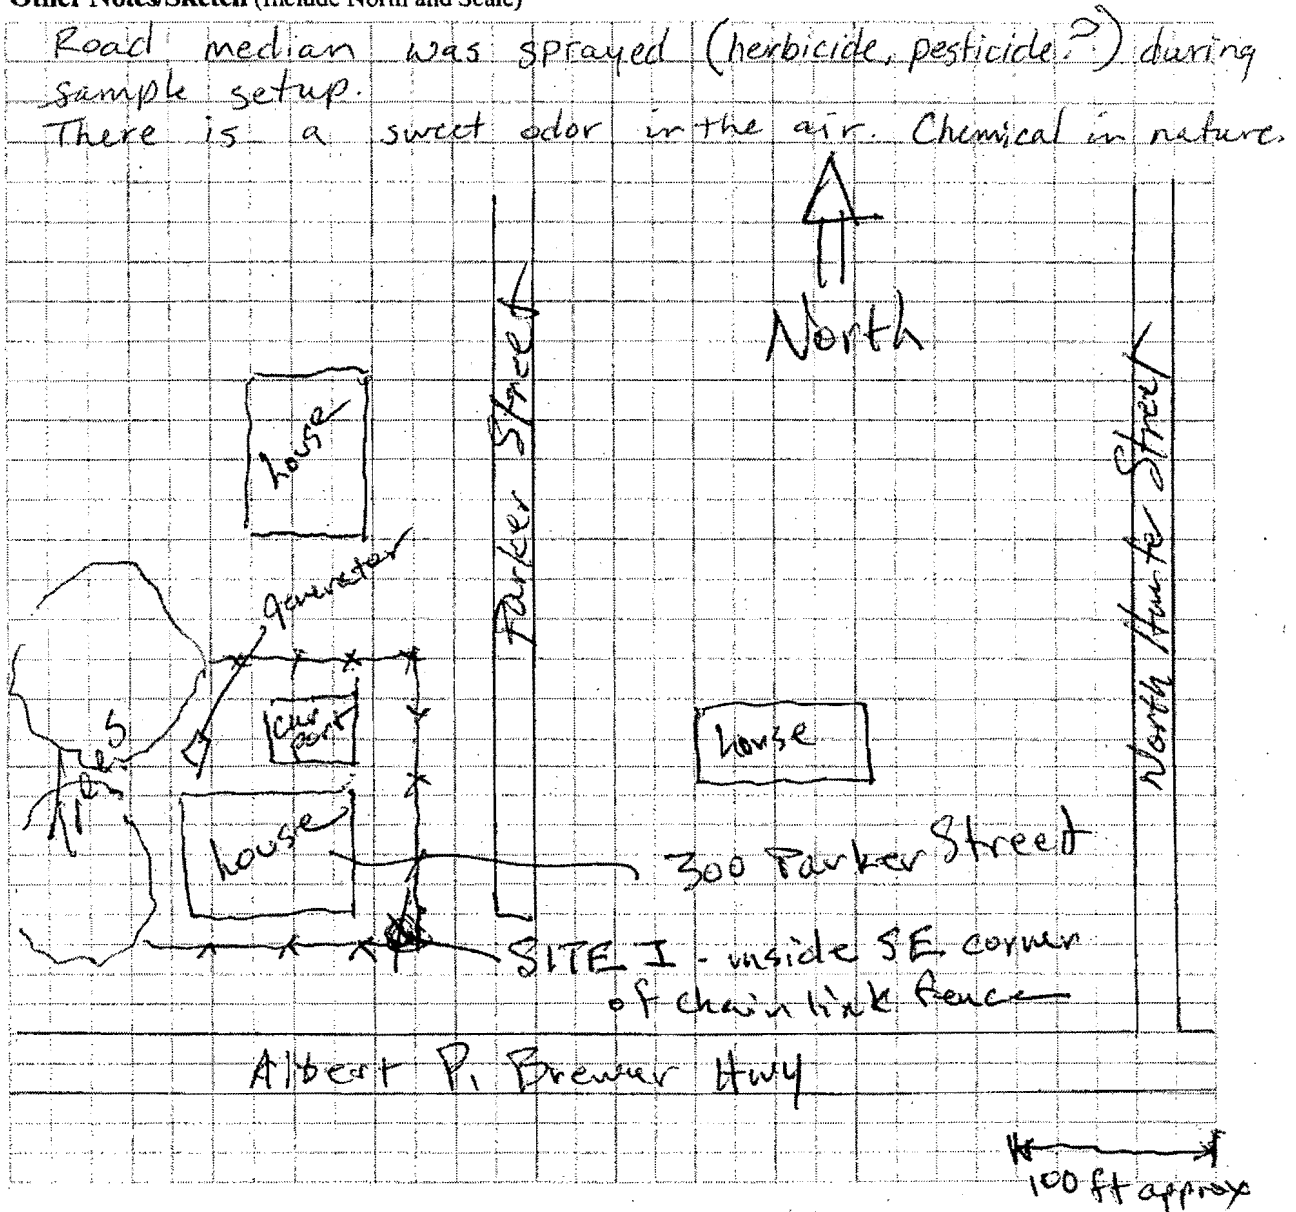 Other Notes/Sketch (Include North and Scale)
Road median was sprayed (herbicide, pesticide?) during
sample setup.
There is a sweet odor in the air. Chemical in nature.
North
Parker Street
North Hunter Street
house
generator
car
port
trees
house
house
300 Parker Street
SITE I - inside SE corner
of chain link fence
Albert P. Brewer Hwy
100 ft approx